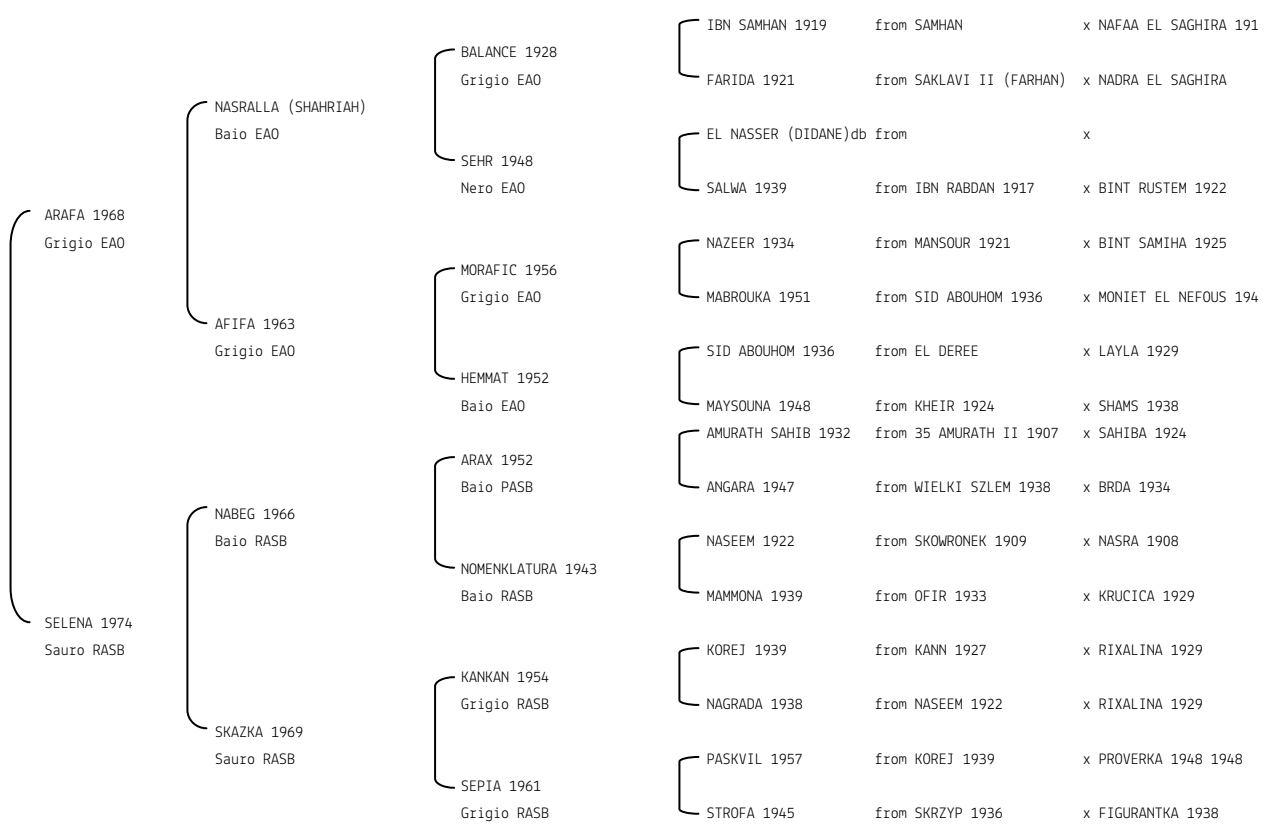 IBN SAMHAN 1919 from SAMHAN x NAFAA EL SAGHIRA 191
BALANCE 1928
Grigio EAO
FARIDA 1921 from SAKLAVI II (FARHAN) x NADRA EL SAGHIRA
NASRALLA (SHAHRIAH)
Baio EAO
EL NASSER (DIDANE)db from x
SEHR 1948
Nero EAO
SALWA 1939 from IBN RABDAN 1917 x BINT RUSTEM 1922
ARAFA 1968
Grigio EAO
NAZEER 1934 from MANSOUR 1921 x BINT SAMIHA 1925
MORAFIC 1956
Grigio EAO
MABROUKA 1951 from SID ABOUHOM 1936 x MONIET EL NEFOUS 194
AFIFA 1963
Grigio EAO
SID ABOUHOM 1936 from EL DEREE x LAYLA 1929
HEMMAT 1952
Baio EAO
MAYSOUNA 1948 from KHEIR 1924 x SHAMS 1938
AMURATH SAHIB 1932 from 35 AMURATH II 1907 x SAHIBA 1924
ARAX 1952
Baio PASB
ANGARA 1947 from WIELKI SZLEM 1938 x BRDA 1934
NABEG 1966
Baio RASB
NASEEM 1922 from SKOWRONEK 1909 x NASRA 1908
NOMENKLATURA 1943
Baio RASB
MAMMONA 1939 from OFIR 1933 x KRUCICA 1929
SELENA 1974
Sauro RASB
KOREJ 1939 from KANN 1927 x RIXALINA 1929
KANKAN 1954
Grigio RASB
NAGRADA 1938 from NASEEM 1922 x RIXALINA 1929
SKAZKA 1969
Sauro RASB
PASKVIL 1957 from KOREJ 1939 x PROVERKA 1948 1948
SEPIA 1961
Grigio RASB
STROFA 1945 from SKRZYP 1936 x FIGURANTKA 1938